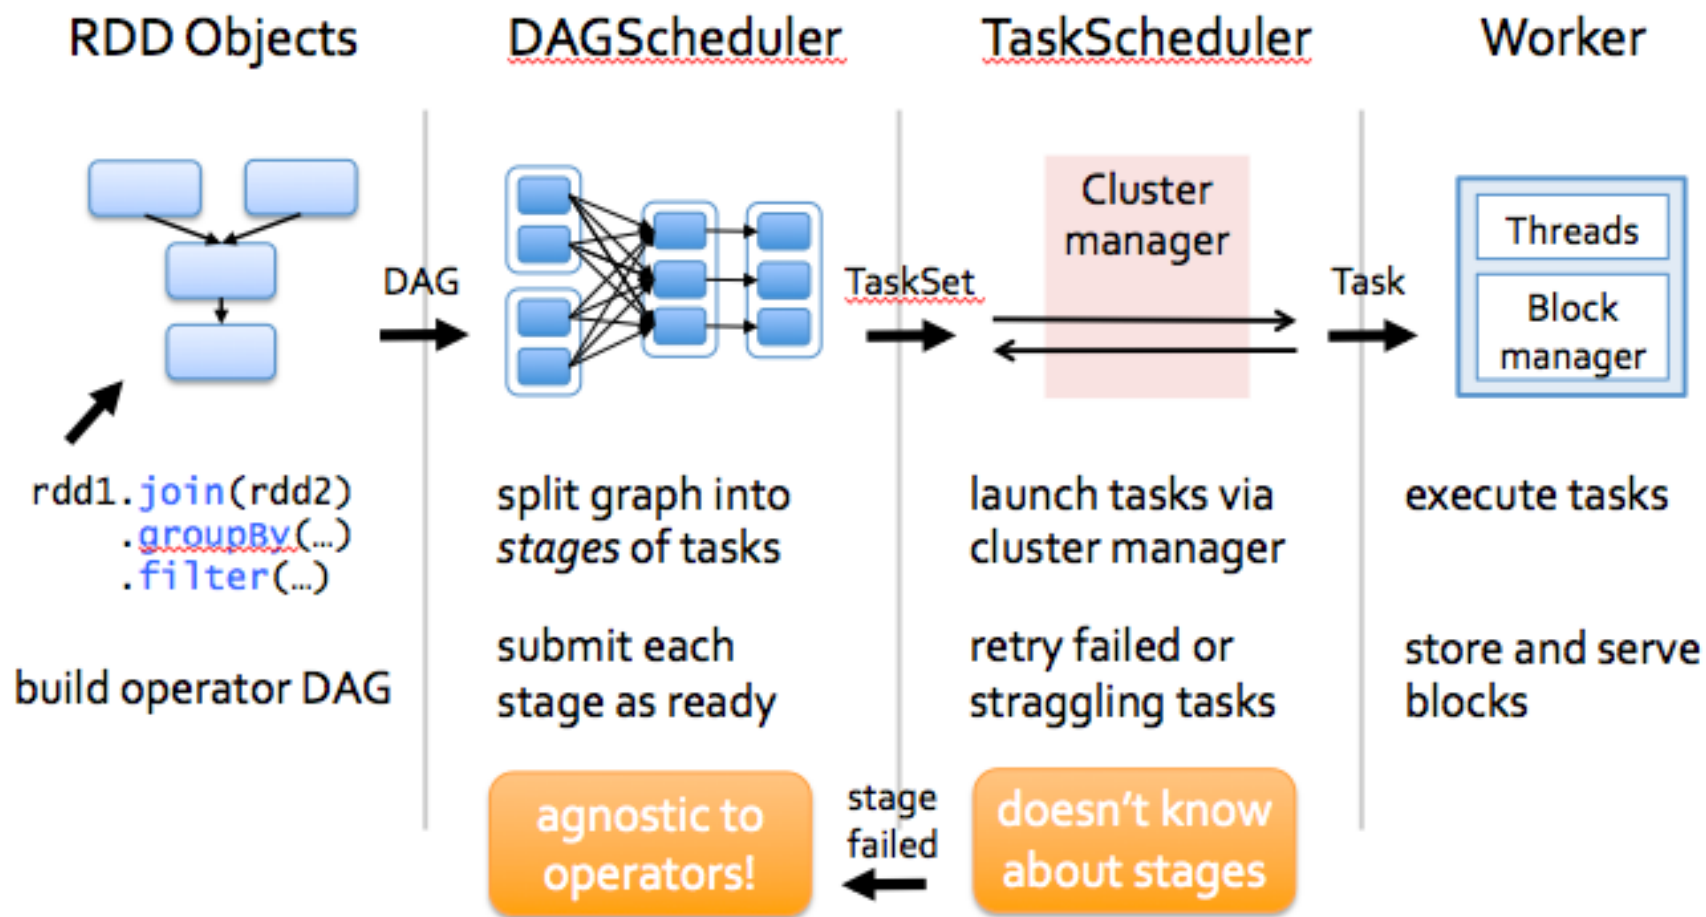 RDD Objects
DAGScheduler
TaskScheduler
Worker
DAG
TaskSet
Cluster
manager
Task
Threads
Block
manager
rdd1.join(rdd2)
.groupBy(…)
.filter(…)
build operator DAG
split graph into
stages of tasks
submit each
stage as ready
launch tasks via
cluster manager
retry failed or
straggling tasks
execute tasks
store and serve
blocks
agnostic to
operators!
stage
failed
doesn't know
about stages